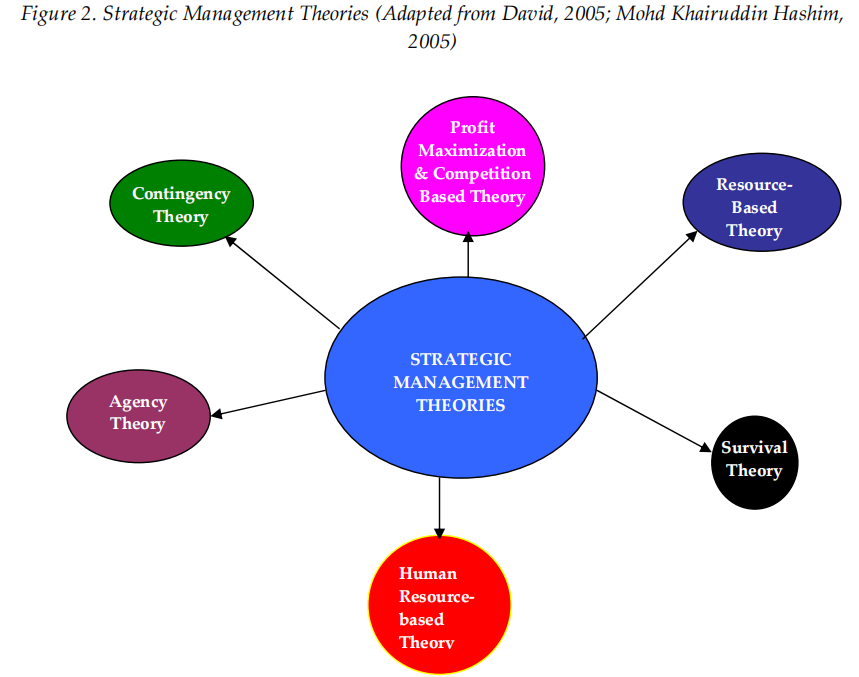 Figure 2. Strategic Management Theories (Adapted from David, 2005; Mohd Khairuddin Hashim,
2005)
Profit
Maximization
& Competition
Based Theory
Contingency
Theory
Resource-
Based
Theory
STRATEGIC
MANAGEMENT
THEORIES
Agency
Theory
Survival
Theory
Human
Resource-
based
Theory